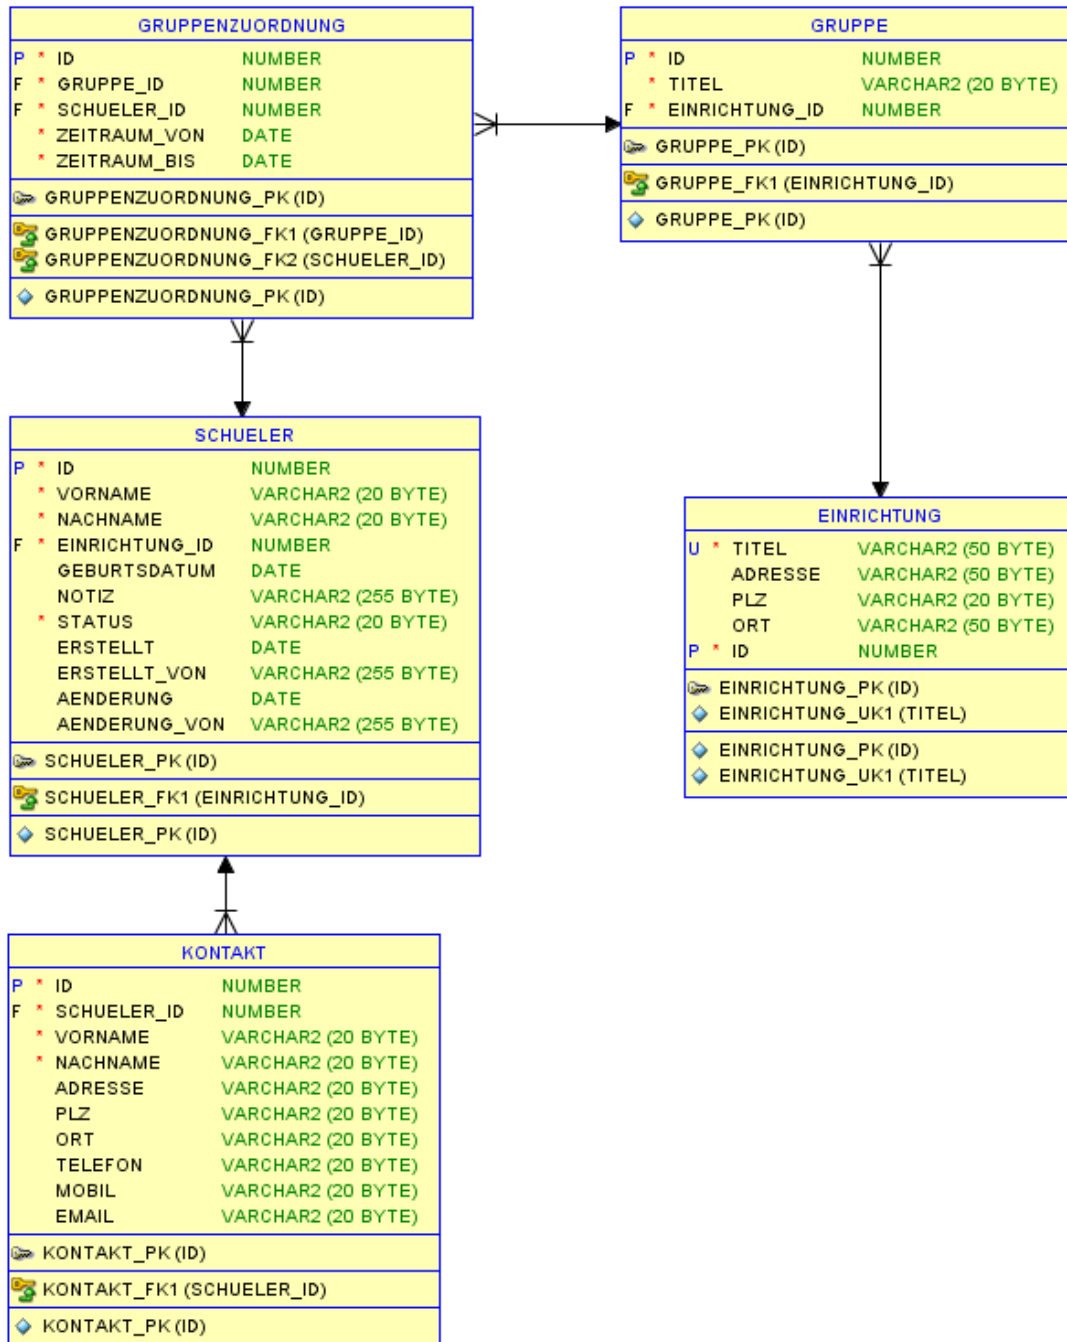 GRUPPENZUORDNUNG
P * ID NUMBER
F * GRUPPE_ID NUMBER
F * SCHUELER_ID NUMBER
* ZEITRAUM_VON DATE
* ZEITRAUM_BIS DATE
GRUPPENZUORDNUNG_PK (ID)
GRUPPENZUORDNUNG_FK1 (GRUPPE_ID)
GRUPPENZUORDNUNG_FK2 (SCHUELER_ID)
GRUPPENZUORDNUNG_PK (ID)
GRUPPE
P * ID NUMBER
* TITEL VARCHAR2 (20 BYTE)
F * EINRICHTUNG_ID NUMBER
GRUPPE_PK (ID)
GRUPPE_FK1 (EINRICHTUNG_ID)
GRUPPE_PK (ID)
SCHUELER
P * ID NUMBER
* VORNAME VARCHAR2 (20 BYTE)
* NACHNAME VARCHAR2 (20 BYTE)
F * EINRICHTUNG_ID NUMBER
GEBURTSDATUM DATE
NOTIZ VARCHAR2 (255 BYTE)
* STATUS VARCHAR2 (20 BYTE)
ERSTELLT DATE
ERSTELLT_VON VARCHAR2 (255 BYTE)
AENDERUNG DATE
AENDERUNG_VON VARCHAR2 (255 BYTE)
SCHUELER_PK (ID)
SCHUELER_FK1 (EINRICHTUNG_ID)
SCHUELER_PK (ID)
EINRICHTUNG
U * TITEL VARCHAR2 (50 BYTE)
ADRESSE VARCHAR2 (50 BYTE)
PLZ VARCHAR2 (20 BYTE)
ORT VARCHAR2 (50 BYTE)
P * ID NUMBER
EINRICHTUNG_PK (ID)
EINRICHTUNG_UK1 (TITEL)
EINRICHTUNG_PK (ID)
EINRICHTUNG_UK1 (TITEL)
KONTAKT
P * ID NUMBER
F * SCHUELER_ID NUMBER
* VORNAME VARCHAR2 (20 BYTE)
* NACHNAME VARCHAR2 (20 BYTE)
ADRESSE VARCHAR2 (20 BYTE)
PLZ VARCHAR2 (20 BYTE)
ORT VARCHAR2 (20 BYTE)
TELEFON VARCHAR2 (20 BYTE)
MOBIL VARCHAR2 (20 BYTE)
EMAIL VARCHAR2 (20 BYTE)
KONTAKT_PK (ID)
KONTAKT_FK1 (SCHUELER_ID)
KONTAKT_PK (ID)